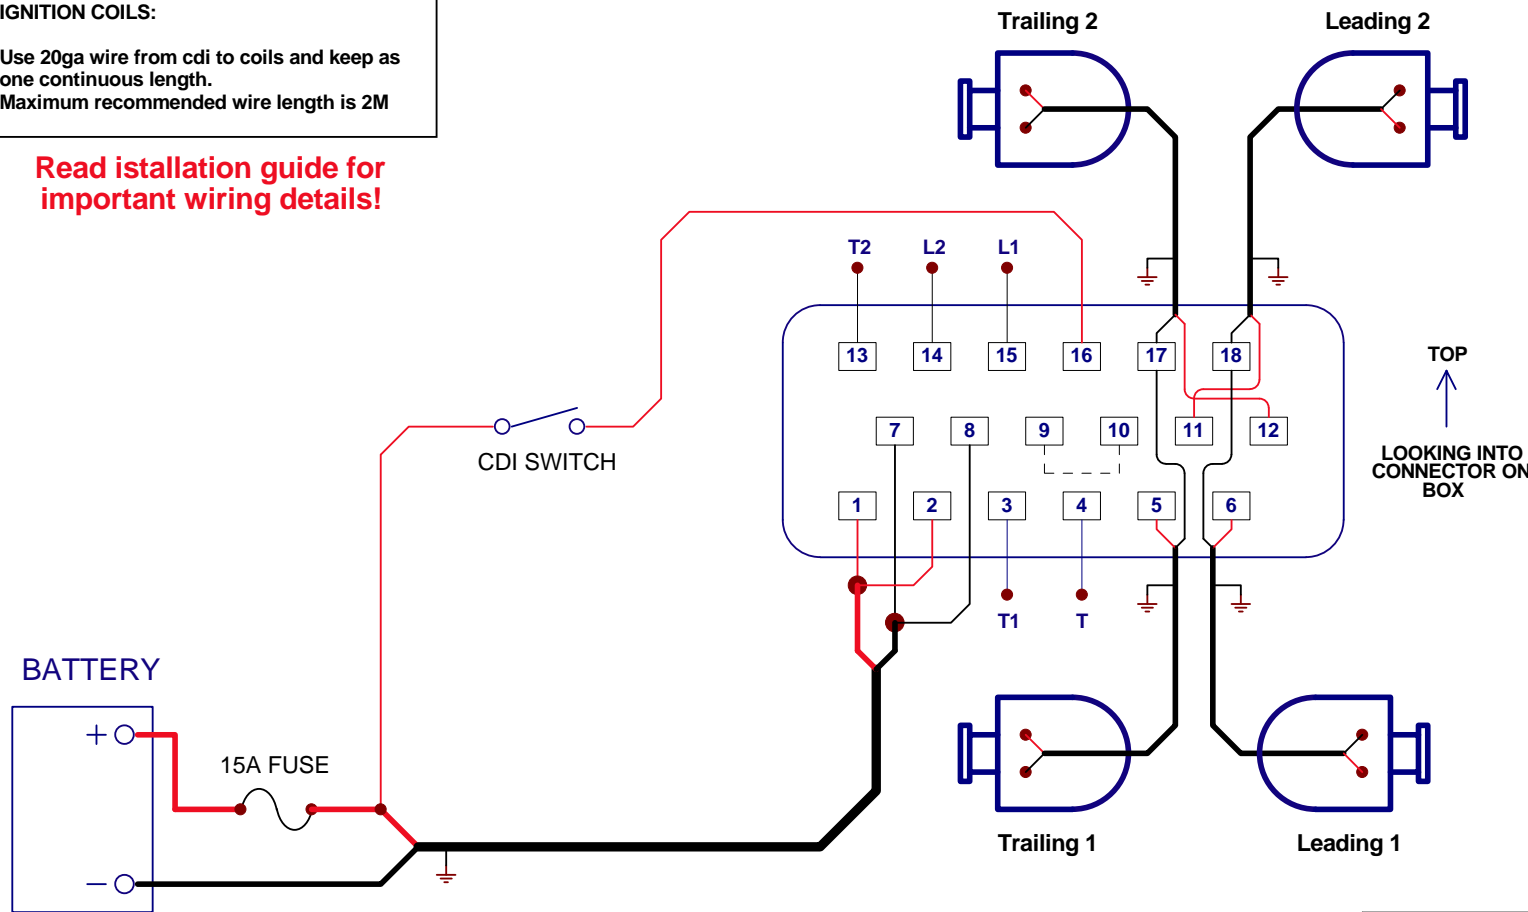 IGNITION COILS:
Use 20ga wire from cdi to coils and keep as
one continuous length.
Maximum recommended wire length is 2M
Read istallation guide for
important wiring details!
Trailing 2
Leading 2
T2
L2
L1
13
14
15
16
17
18
TOP
7
8
9
10
11
12
CDI SWITCH
LOOKING INTO
CONNECTOR ON
BOX
1
2
3
4
5
6
T1
T
BATTERY
+
15A FUSE
−
Trailing 1
Leading 1